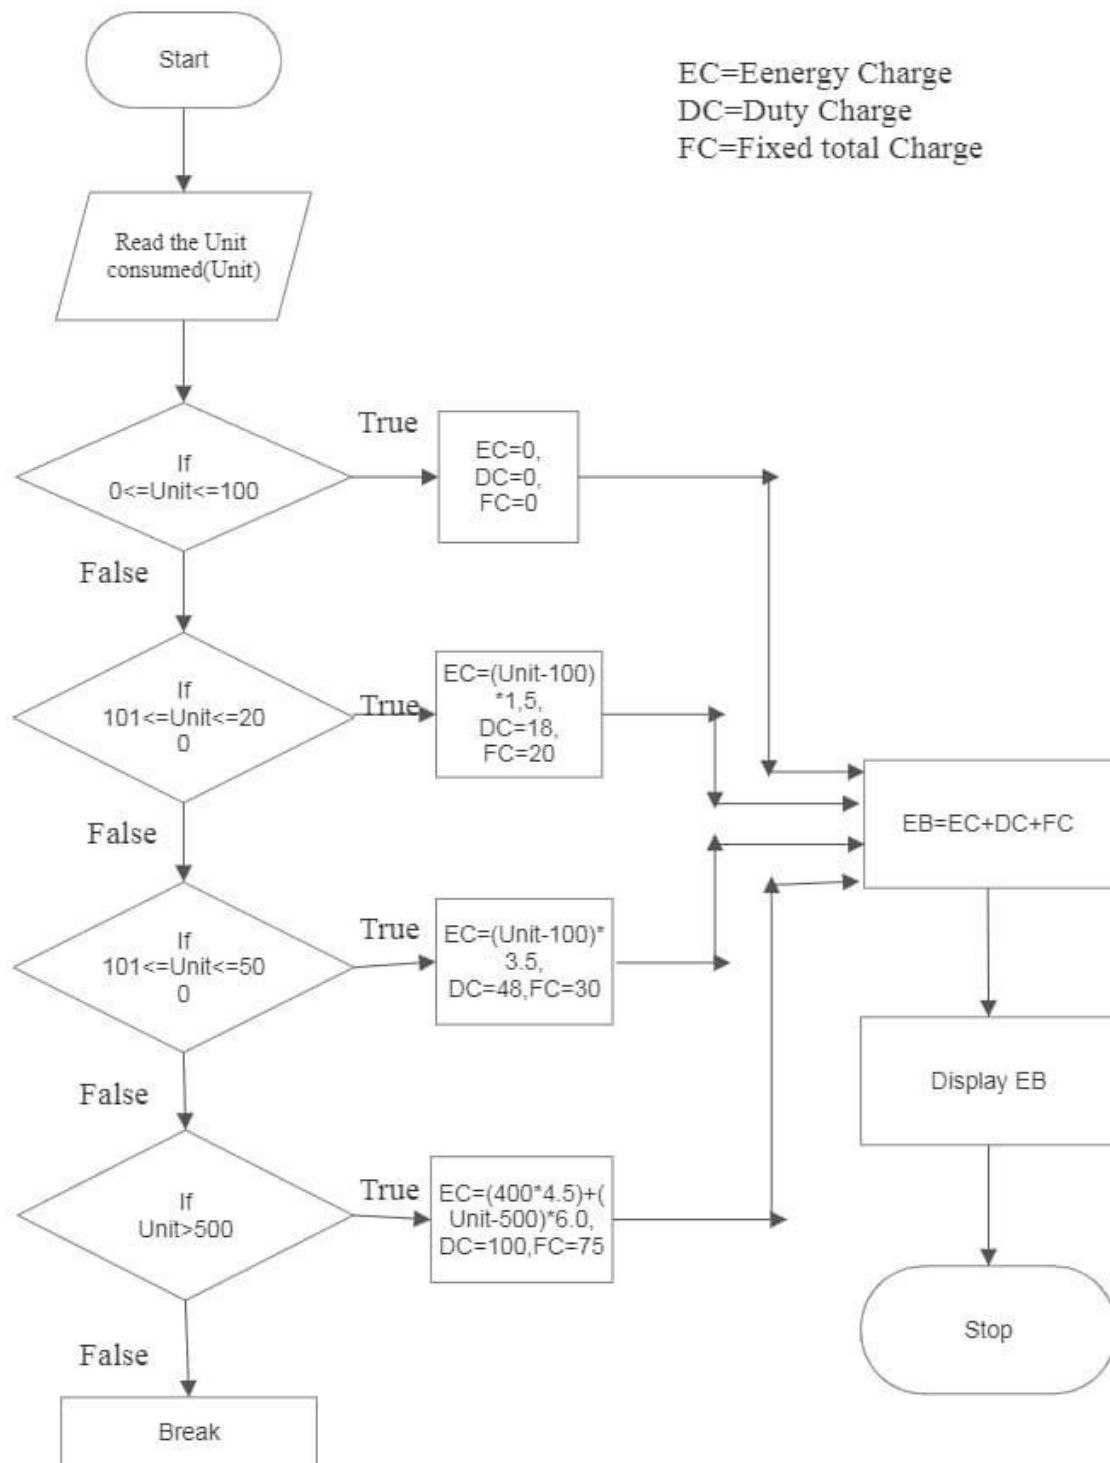 Start
EC=Eenergy Charge
DC=Duty Charge
FC=Fixed total Charge
Read the Unit
consumed(Unit)
If
0<=Unit<=100
True
EC=0,
DC=0,
FC=0
False
If
101<=Unit<=20
0
True
EC=(Unit-100)
*1,5,
DC=18,
FC=20
False
EB=EC+DC+FC
If
101<=Unit<=50
0
True
EC=(Unit-100)*
3.5,
DC=48,FC=30
False
Display EB
If
Unit>500
True
EC=(400*4.5)+(
Unit-500)*6.0,
DC=100,FC=75
False
Stop
Break